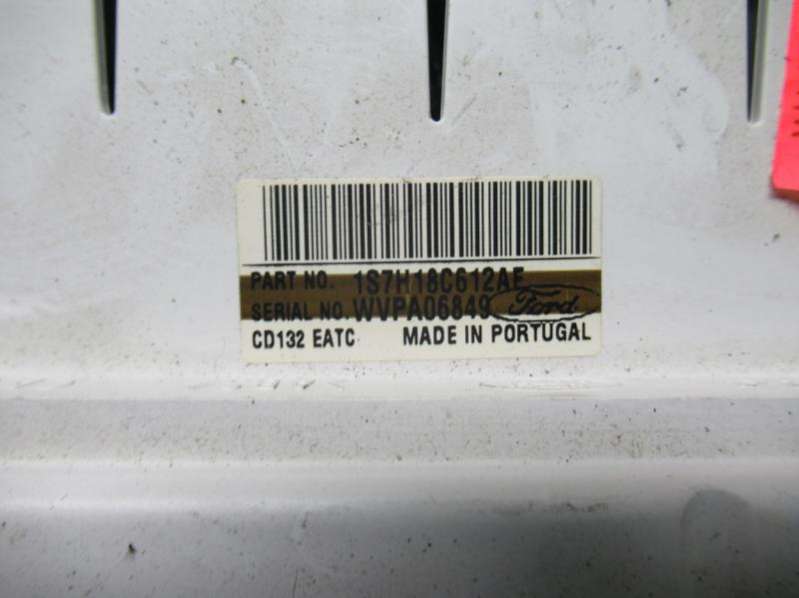 PART NO. 1S7H18C612AE
SERIAL NO. WVPA06849 Ford
CD132 EATC MADE IN PORTUGAL